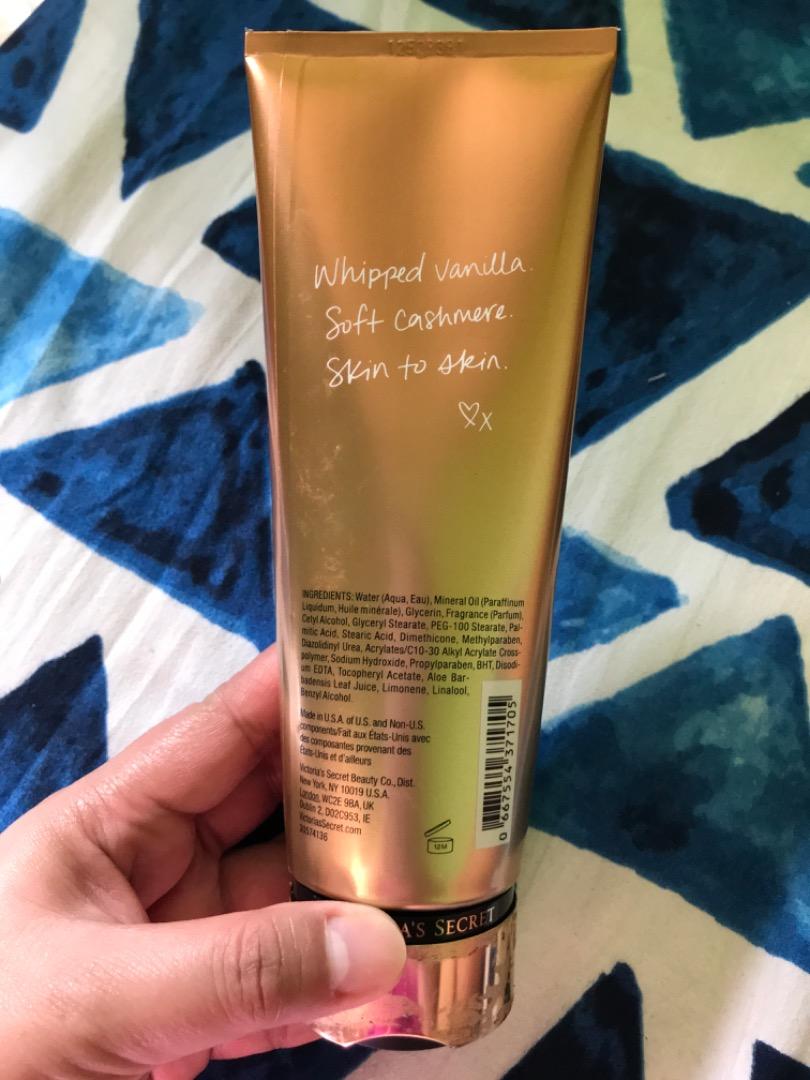 Whipped vanilla.
Soft cashmere.
Skin to skin.
x
INGREDIENTS: Water (Aqua, Eau), Mineral Oil (Paraffinum
Liquidum, Huile minérale), Glycerin, Fragrance (Parfum),
Cetyl Alcohol, Glyceryl Stearate, PEG-100 Stearate, Pal-
mitic Acid, Stearic Acid, Dimethicone, Methylparaben,
Diazolidinyl Urea, Acrylates/C10-30 Alkyl Acrylate Cross-
polymer, Sodium Hydroxide, Propylparaben, BHT, Disodi-
um EDTA, Tocopheryl Acetate, Aloe Bar-
badensis Leaf Juice, Limonene, Linalool,
Benzyl Alcohol.
Made in U.S.A. of U.S. and Non-U.S.
components/Fait aux États-Unis avec
des composantes provenant des
États-Unis et d'ailleurs
Victoria's Secret Beauty Co., Dist.
New York, NY 10019 U.S.A.
London, WC2E 9BA, UK
Dublin 2, D02C953, IE
VictoriasSecret.com
30574136
0 667554 371705
12M
A'S SECRET